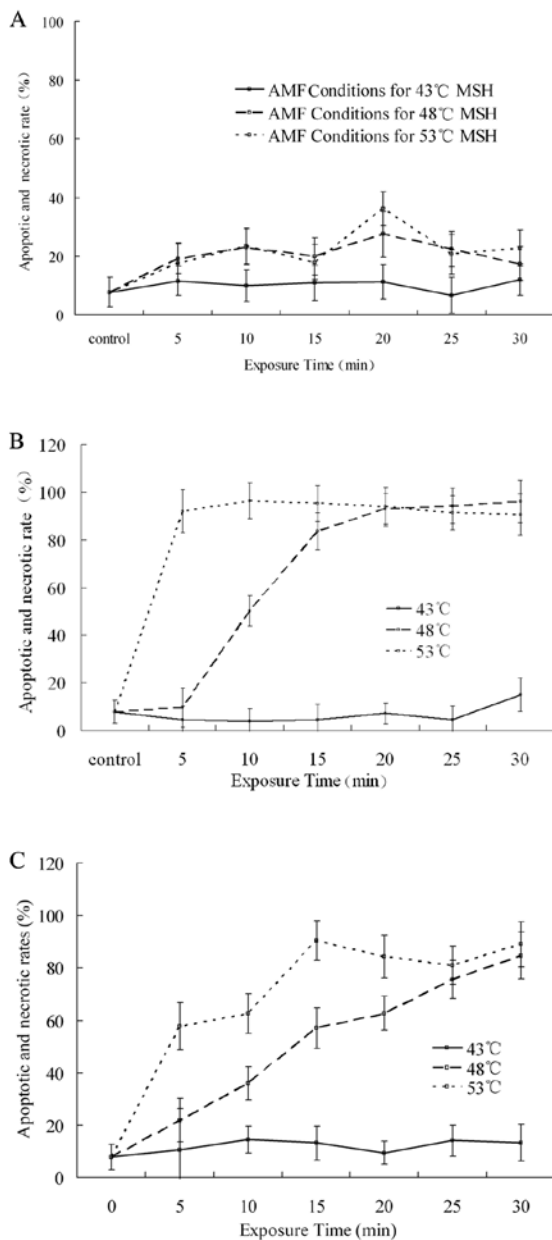 A
Apopotic and necrotic rate (%)
100
80
60
40
20
0
AMF Conditions for 43℃ MSH
AMF Conditions for 48℃ MSH
AMF Conditions for 53℃ MSH
control 5 10 15 20 25 30
Exposure Time (min)
B
Apoptotic and necrotic rate (%)
120
100
80
60
40
20
0
43℃
48℃
53℃
control 5 10 15 20 25 30
Exposure Time (min)
C
Apoptotic and necrotic rates (%)
120
100
80
60
40
20
0
43℃
48℃
53℃
0 5 10 15 20 25 30
Exposure Time (min)